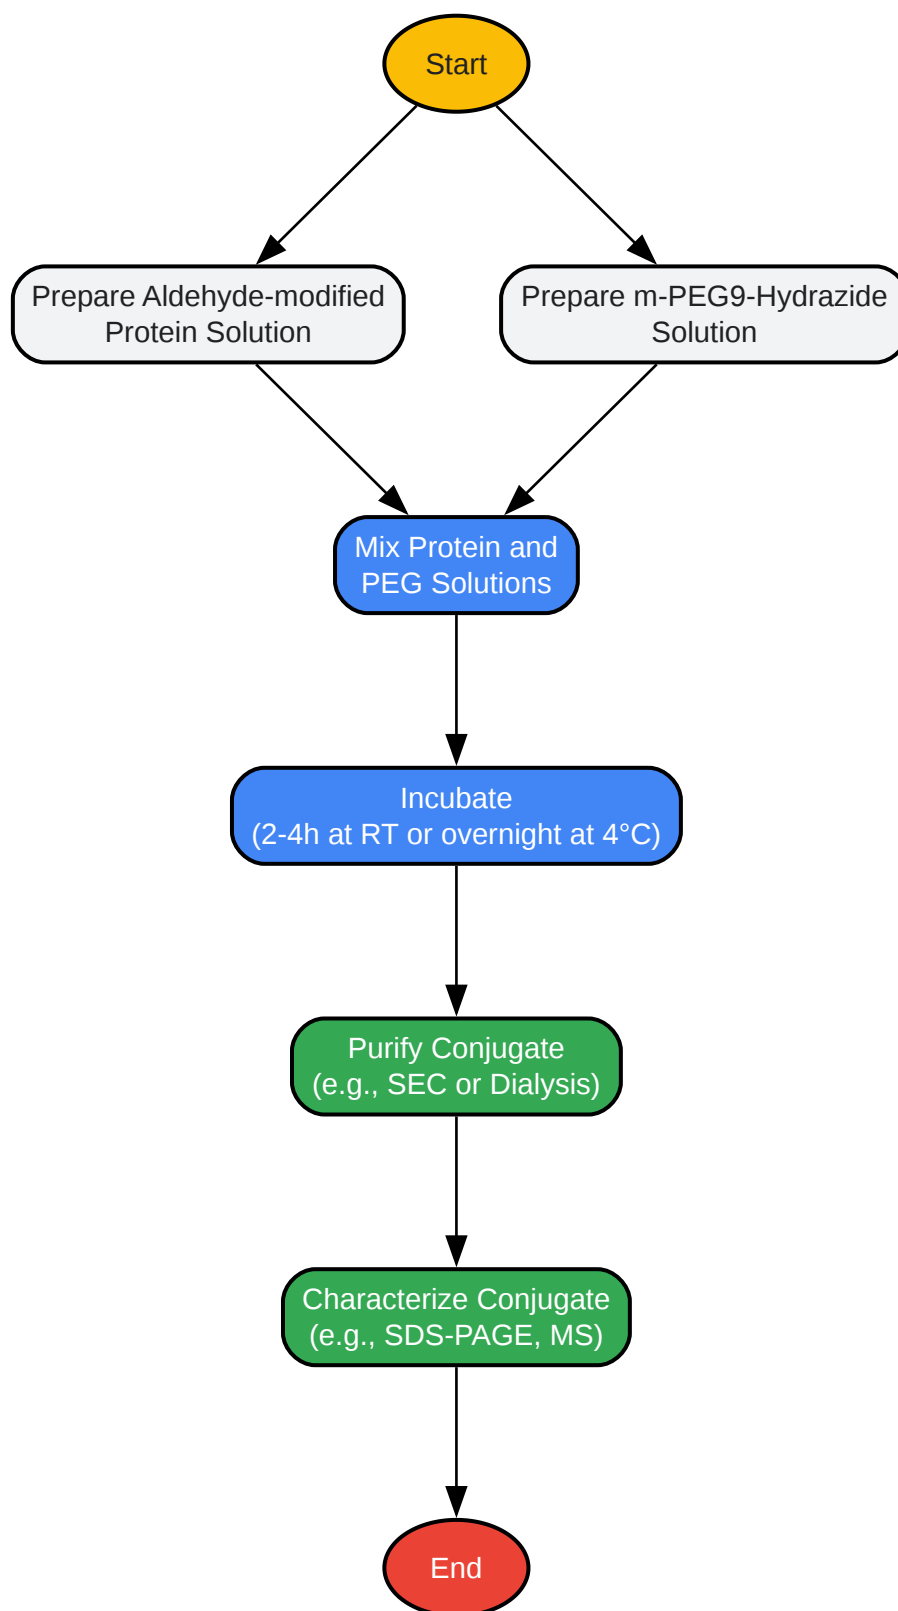 Start
Prepare Aldehyde-modified
Protein Solution
Prepare m-PEG9-Hydrazide
Solution
Mix Protein and
PEG Solutions
Incubate
(2-4h at RT or overnight at 4°C)
Purify Conjugate
(e.g., SEC or Dialysis)
Characterize Conjugate
(e.g., SDS-PAGE, MS)
End